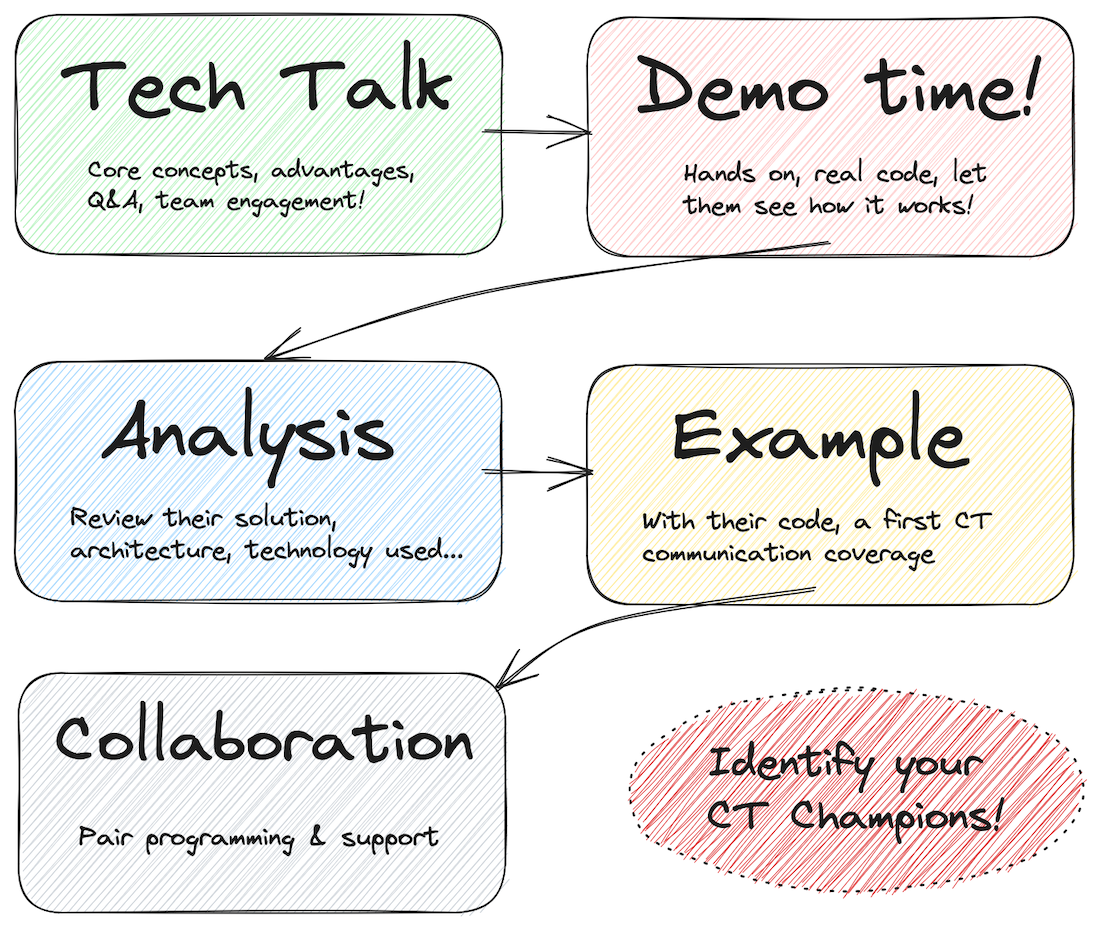 Tech Talk
Core concepts, advantages,
Q&A, team engagement!
Demo time!
Hands on, real code, let
them see how it works!
Analysis
Review their solution,
architecture, technology used...
Example
With their code, a first CT
communication coverage
Collaboration
Pair programming & support
Identify your
CT Champions!